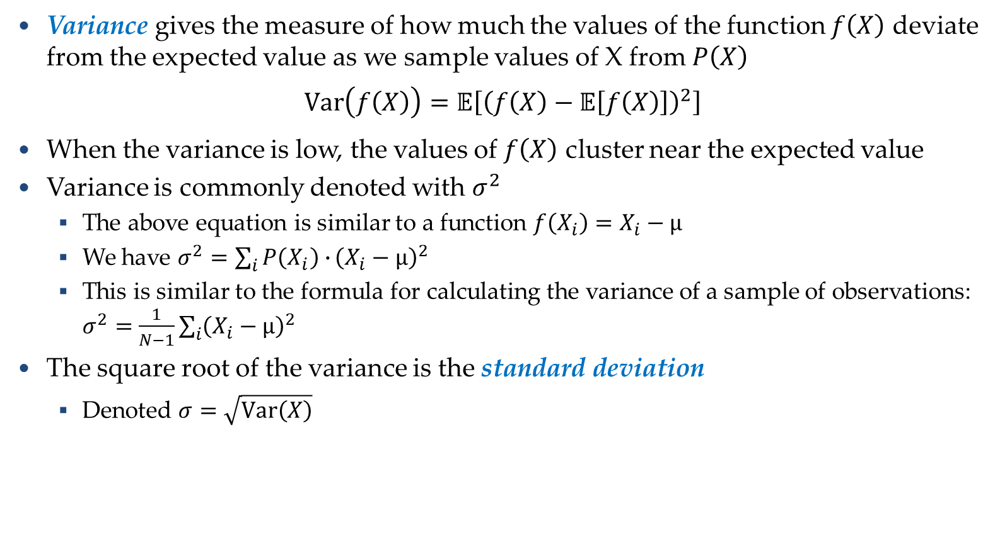 • Variance gives the measure of how much the values of the function f(X) deviate
from the expected value as we sample values of X from P(X)
Var(f(X)) = 𝔼[(f(X) − 𝔼[f(X)])²]
• When the variance is low, the values of f(X) cluster near the expected value
• Variance is commonly denoted with σ²
▪ The above equation is similar to a function f(Xᵢ) = Xᵢ − μ
▪ We have σ² = ∑ᵢ P(Xᵢ) · (Xᵢ − μ)²
▪ This is similar to the formula for calculating the variance of a sample of observations:
σ² = 1/(N−1) ∑ᵢ(Xᵢ − μ)²
• The square root of the variance is the standard deviation
▪ Denoted σ = √Var(X)